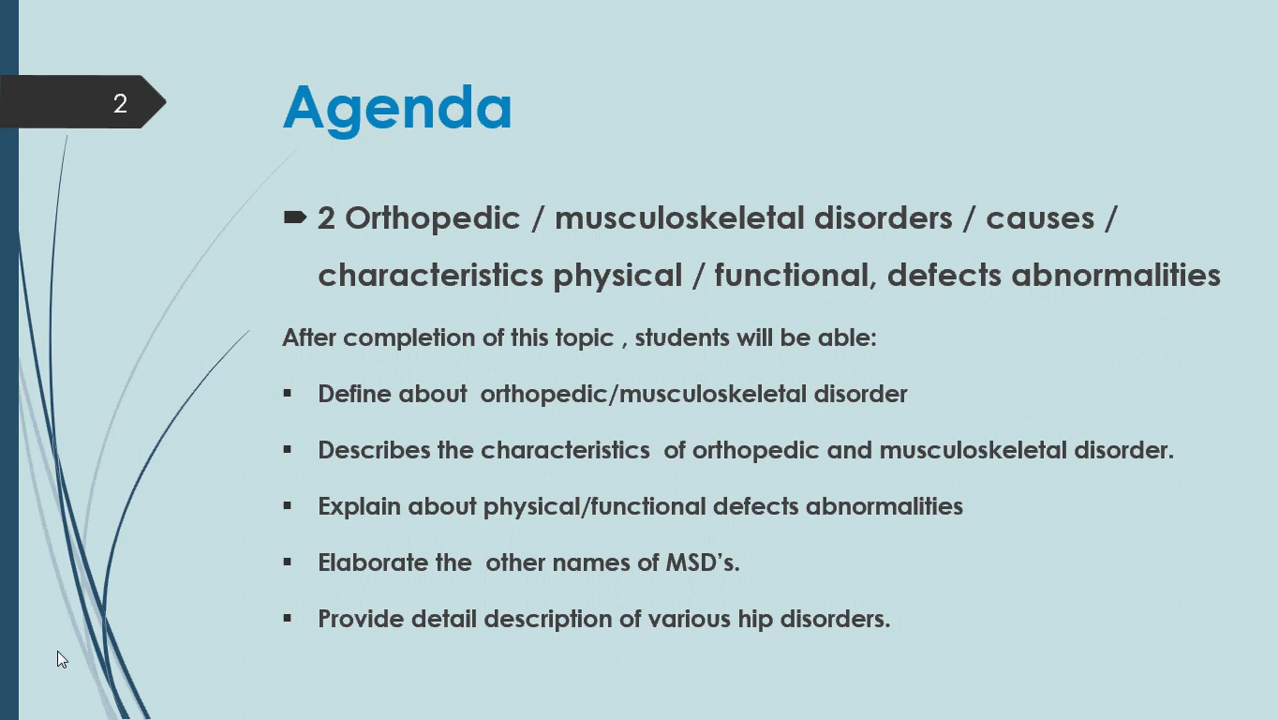 2
Agenda
2 Orthopedic / musculoskeletal disorders / causes /
characteristics physical / functional, defects abnormalities
After completion of this topic , students will be able:
▪ Define about orthopedic/musculoskeletal disorder
▪ Describes the characteristics of orthopedic and musculoskeletal disorder.
▪ Explain about physical/functional defects abnormalities
▪ Elaborate the other names of MSD’s.
▪ Provide detail description of various hip disorders.